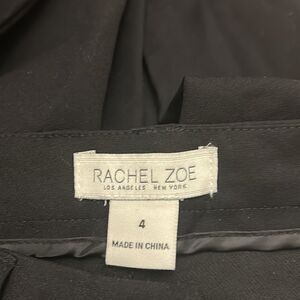 RACHEL ZOE
LOS ANGELES NEW YORK
4
MADE IN CHINA